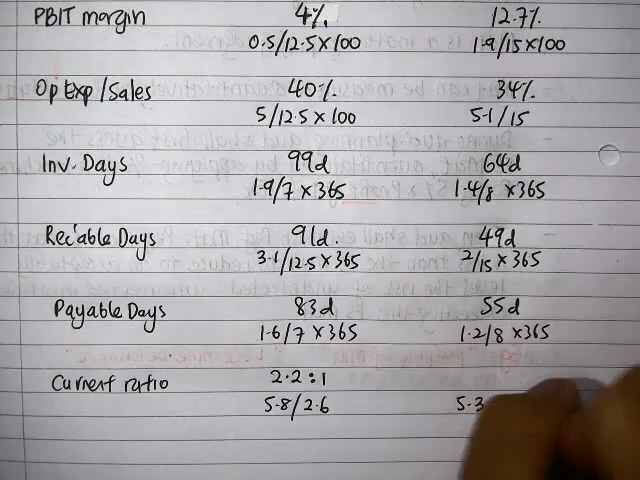 PBIT margin 4% 12.7%
0.5/12.5 x 100 1.9/15 x 100
Op Exp/Sales 40% 34%
5/12.5 x 100 5.1/15
Inv. Days 99d 64d
1.9/7 x 365 1.4/8 x 365
Rec'able Days 91d. 49d
3.1/12.5 x 365 2/15 x 365
Payable Days 83d 55d
1.6/7 x 365 1.2/8 x 365
Current ratio 2.2:1
5.8/2.6 5.3